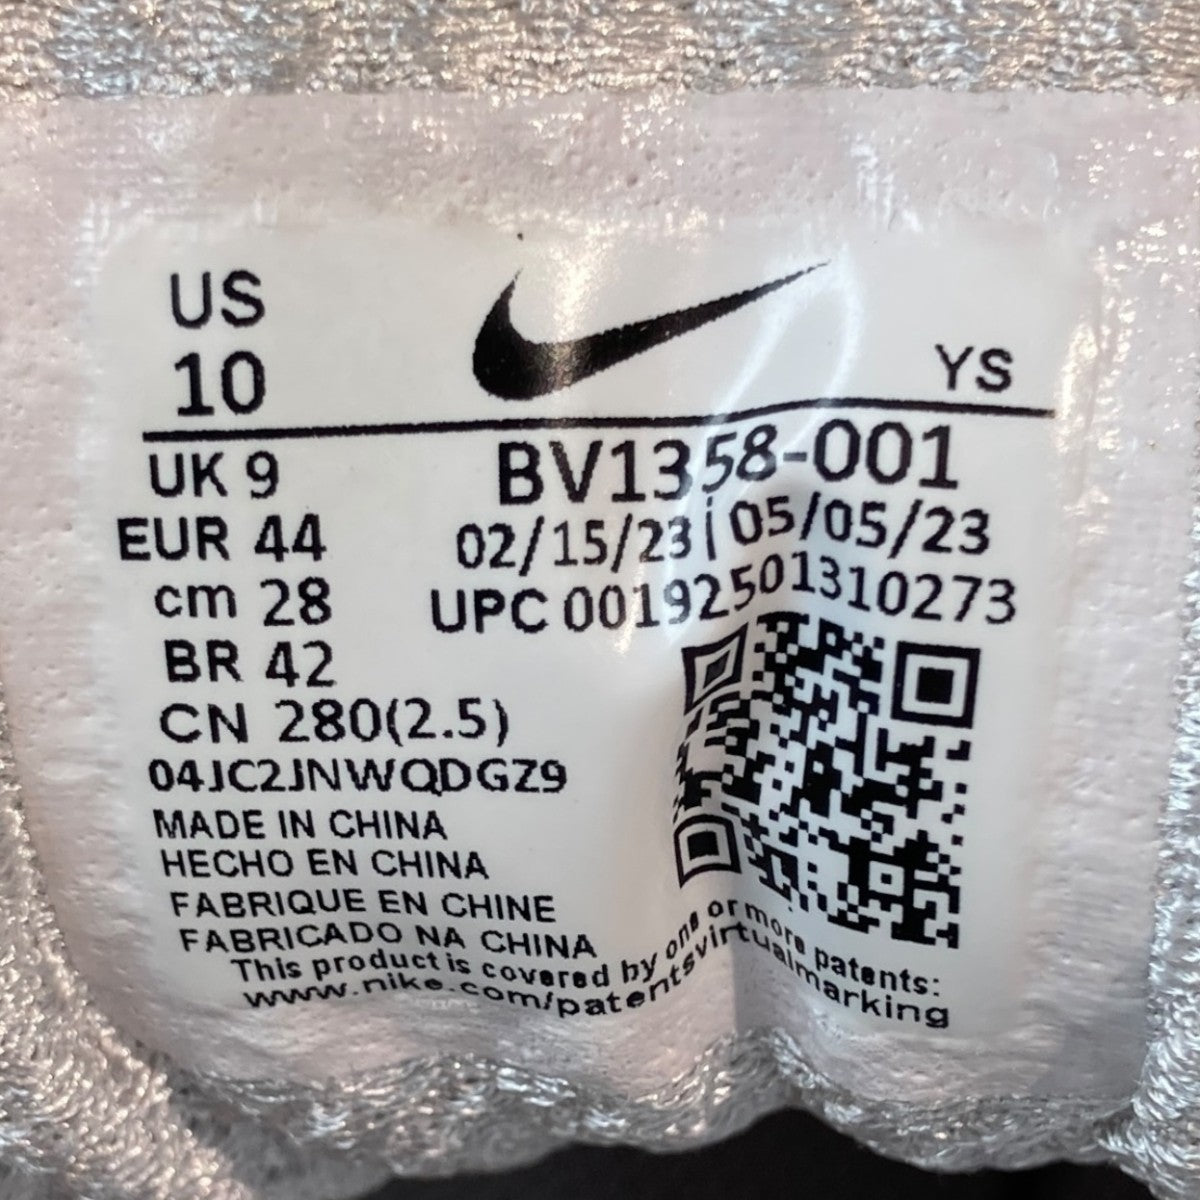 US
10
YS
UK 9
BV1358-001
EUR 44
02/15/23 | 05/05/23
cm 28
UPC 001925013​10273
BR 42
CN 280(2.5)
04JC2JNWQDGZ9
MADE IN CHINA
HECHO EN CHINA
FABRIQUE EN CHINE
FABRICADO NA CHINA
This product is covered by one or more patents:
www.nike.com/patentsvirtualmarking